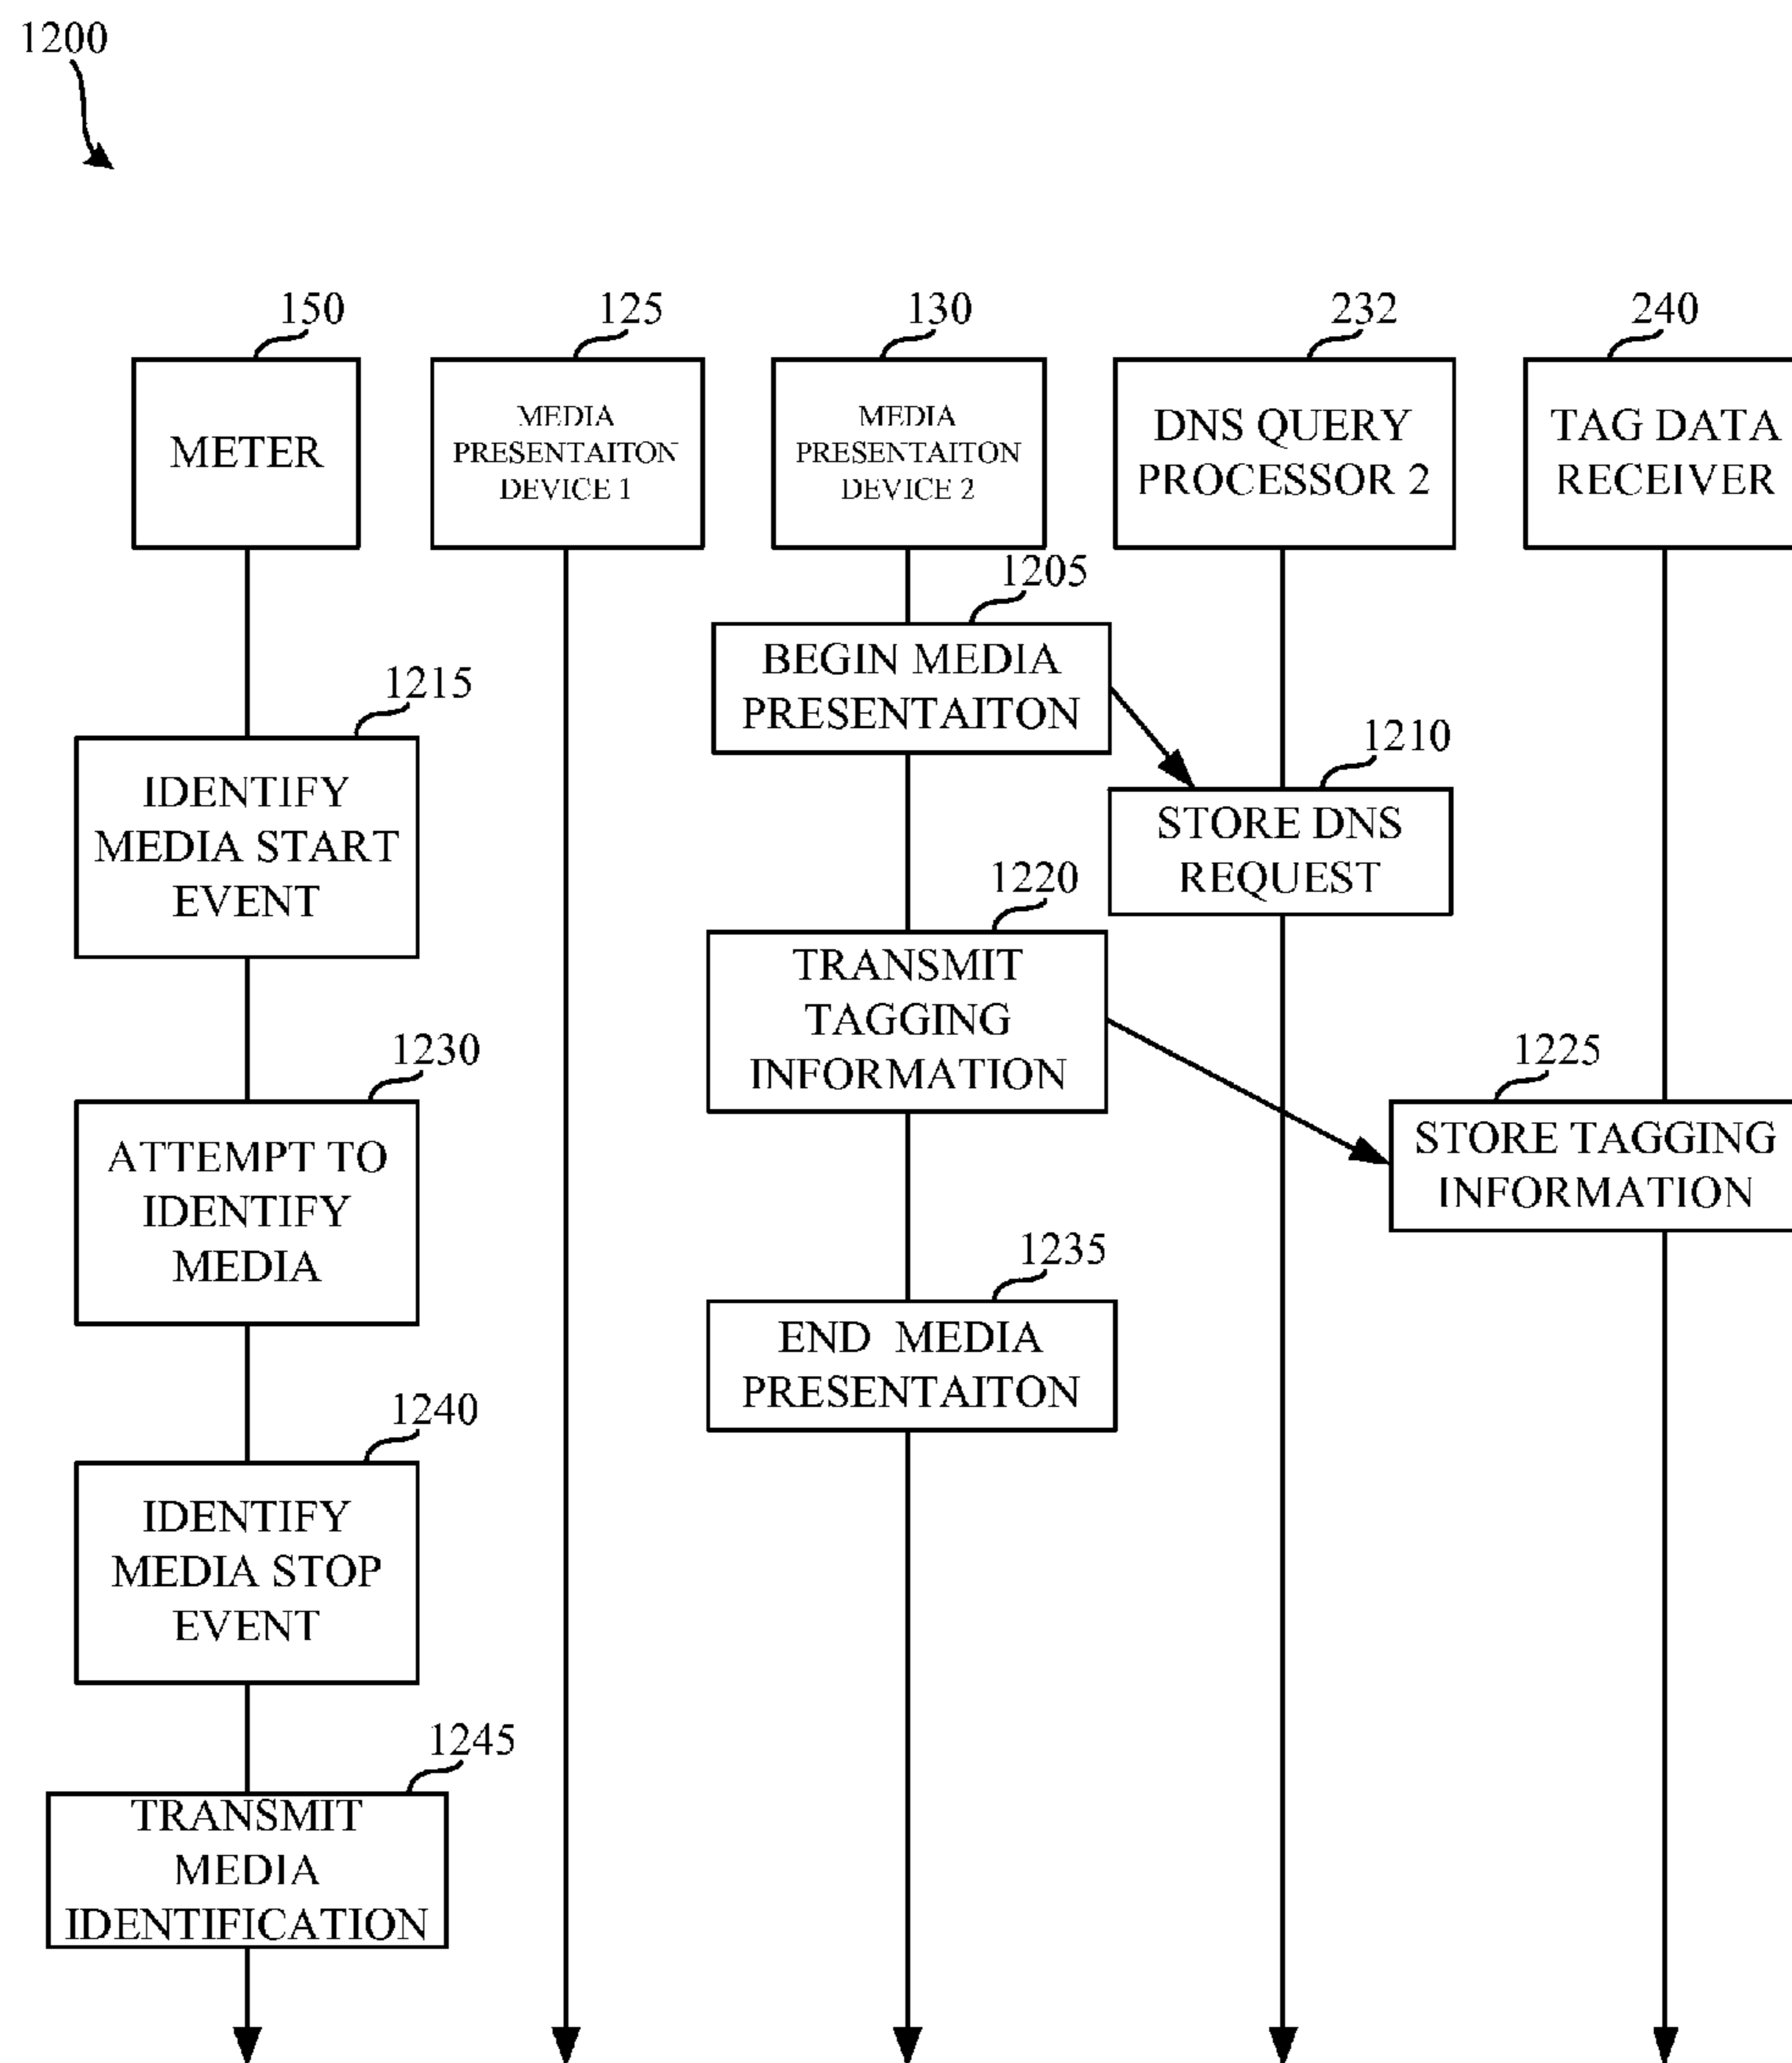 1200
150
125
130
232
240
METER
MEDIA
PRESENTAITON
DEVICE 1
MEDIA
PRESENTAITON
DEVICE 2
DNS QUERY
PROCESSOR 2
TAG DATA
RECEIVER
1205
BEGIN MEDIA
PRESENTAITON
1215
IDENTIFY
MEDIA START
EVENT
1210
STORE DNS
REQUEST
1220
TRANSMIT
TAGGING
INFORMATION
1230
ATTEMPT TO
IDENTIFY
MEDIA
1225
STORE TAGGING
INFORMATION
1235
END MEDIA
PRESENTAITON
1240
IDENTIFY
MEDIA STOP
EVENT
1245
TRANSMIT
MEDIA
IDENTIFICATION